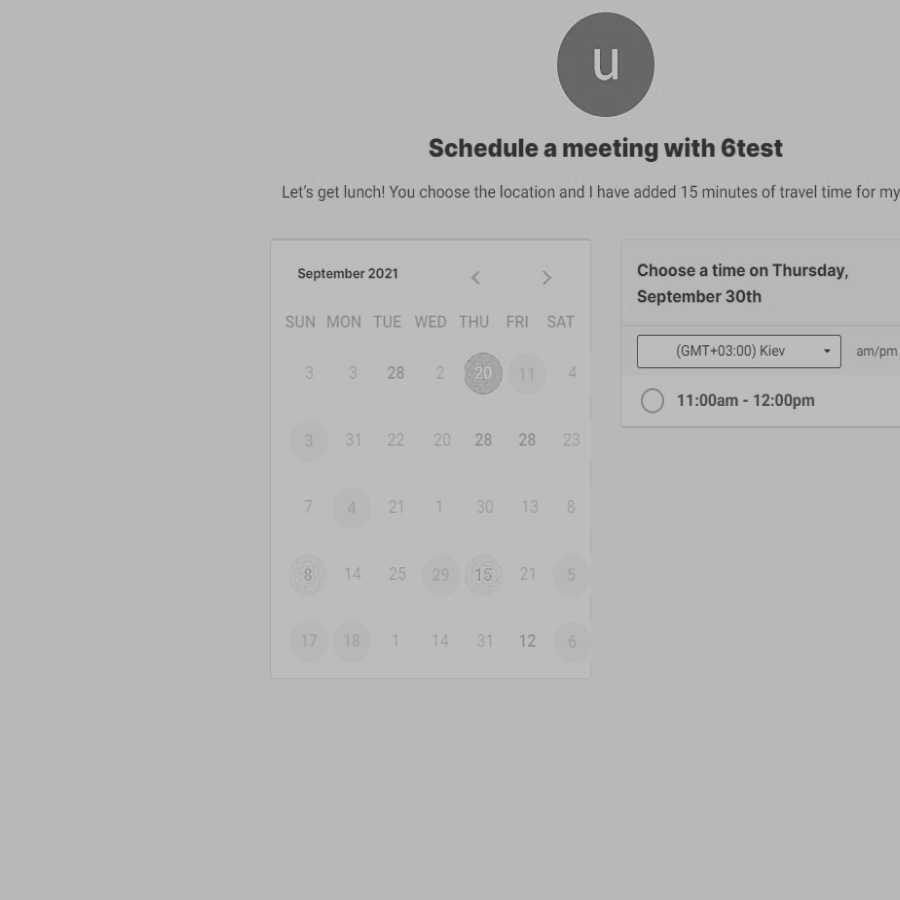 u
Schedule a meeting with 6test
Let's get lunch! You choose the location and I have added 15 minutes of travel time for my
September 2021
SUN MON TUE WED THU FRI SAT
3 3 28 2 20 11 4
3 31 22 20 28 28 23
7 4 21 1 30 13 8
8 14 25 29 15 21 5
17 18 1 14 31 12 6
Choose a time on Thursday,
September 30th
(GMT+03:00) Kiev am/pm
11:00am - 12:00pm